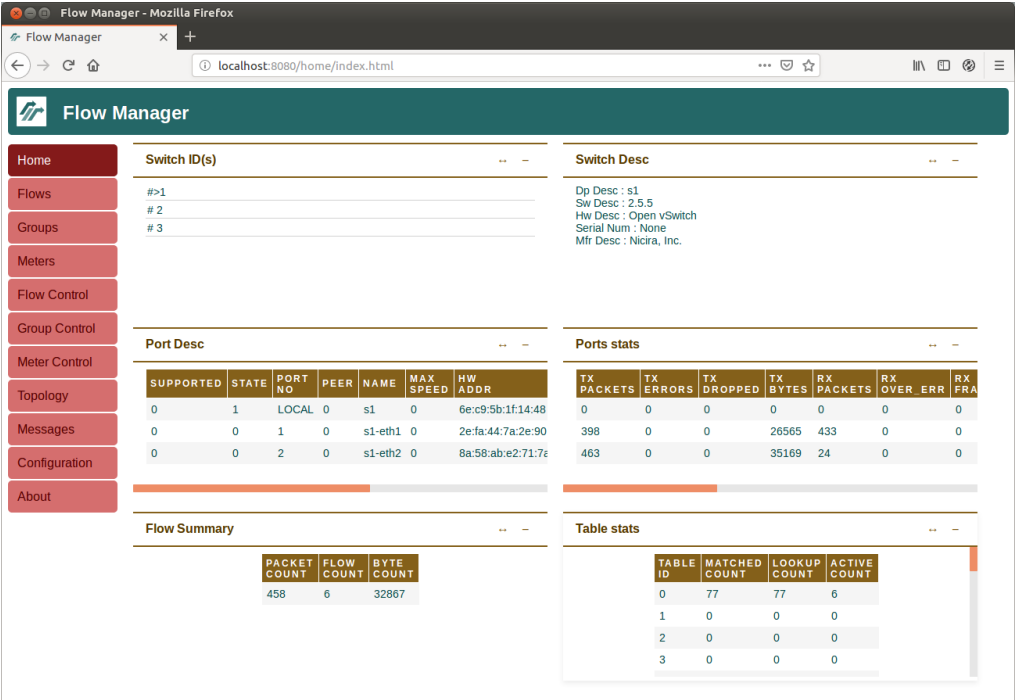 Flow Manager - Mozilla Firefox
Flow Manager
localhost:8080/home/index.html
Flow Manager
Home
Flows
Groups
Meters
Flow Control
Group Control
Meter Control
Topology
Messages
Configuration
About
Switch ID(s)
#>1
# 2
# 3
Switch Desc
Dp Desc : s1
Sw Desc : 2.5.5
Hw Desc : Open vSwitch
Serial Num : None
Mfr Desc : Nicira, Inc.
Port Desc
SUPPORTED STATE PORT NO PEER NAME MAX SPEED HW ADDR
0 1 LOCAL 0 s1 0 6e:c9:5b:1f:14:48
0 0 1 0 s1-eth1 0 2e:fa:44:7a:2e:90
0 0 2 0 s1-eth2 0 8a:58:ab:e2:71:7a
Ports stats
TX PACKETS TX ERRORS TX DROPPED TX BYTES RX PACKETS RX OVER_ERR RX FRA
0 0 0 0 0 0 0
398 0 0 26565 433 0 0
463 0 0 35169 24 0 0
Flow Summary
PACKET COUNT FLOW COUNT BYTE COUNT
458 6 32867
Table stats
TABLE ID MATCHED COUNT LOOKUP COUNT ACTIVE COUNT
0 77 77 6
1 0 0 0
2 0 0 0
3 0 0 0